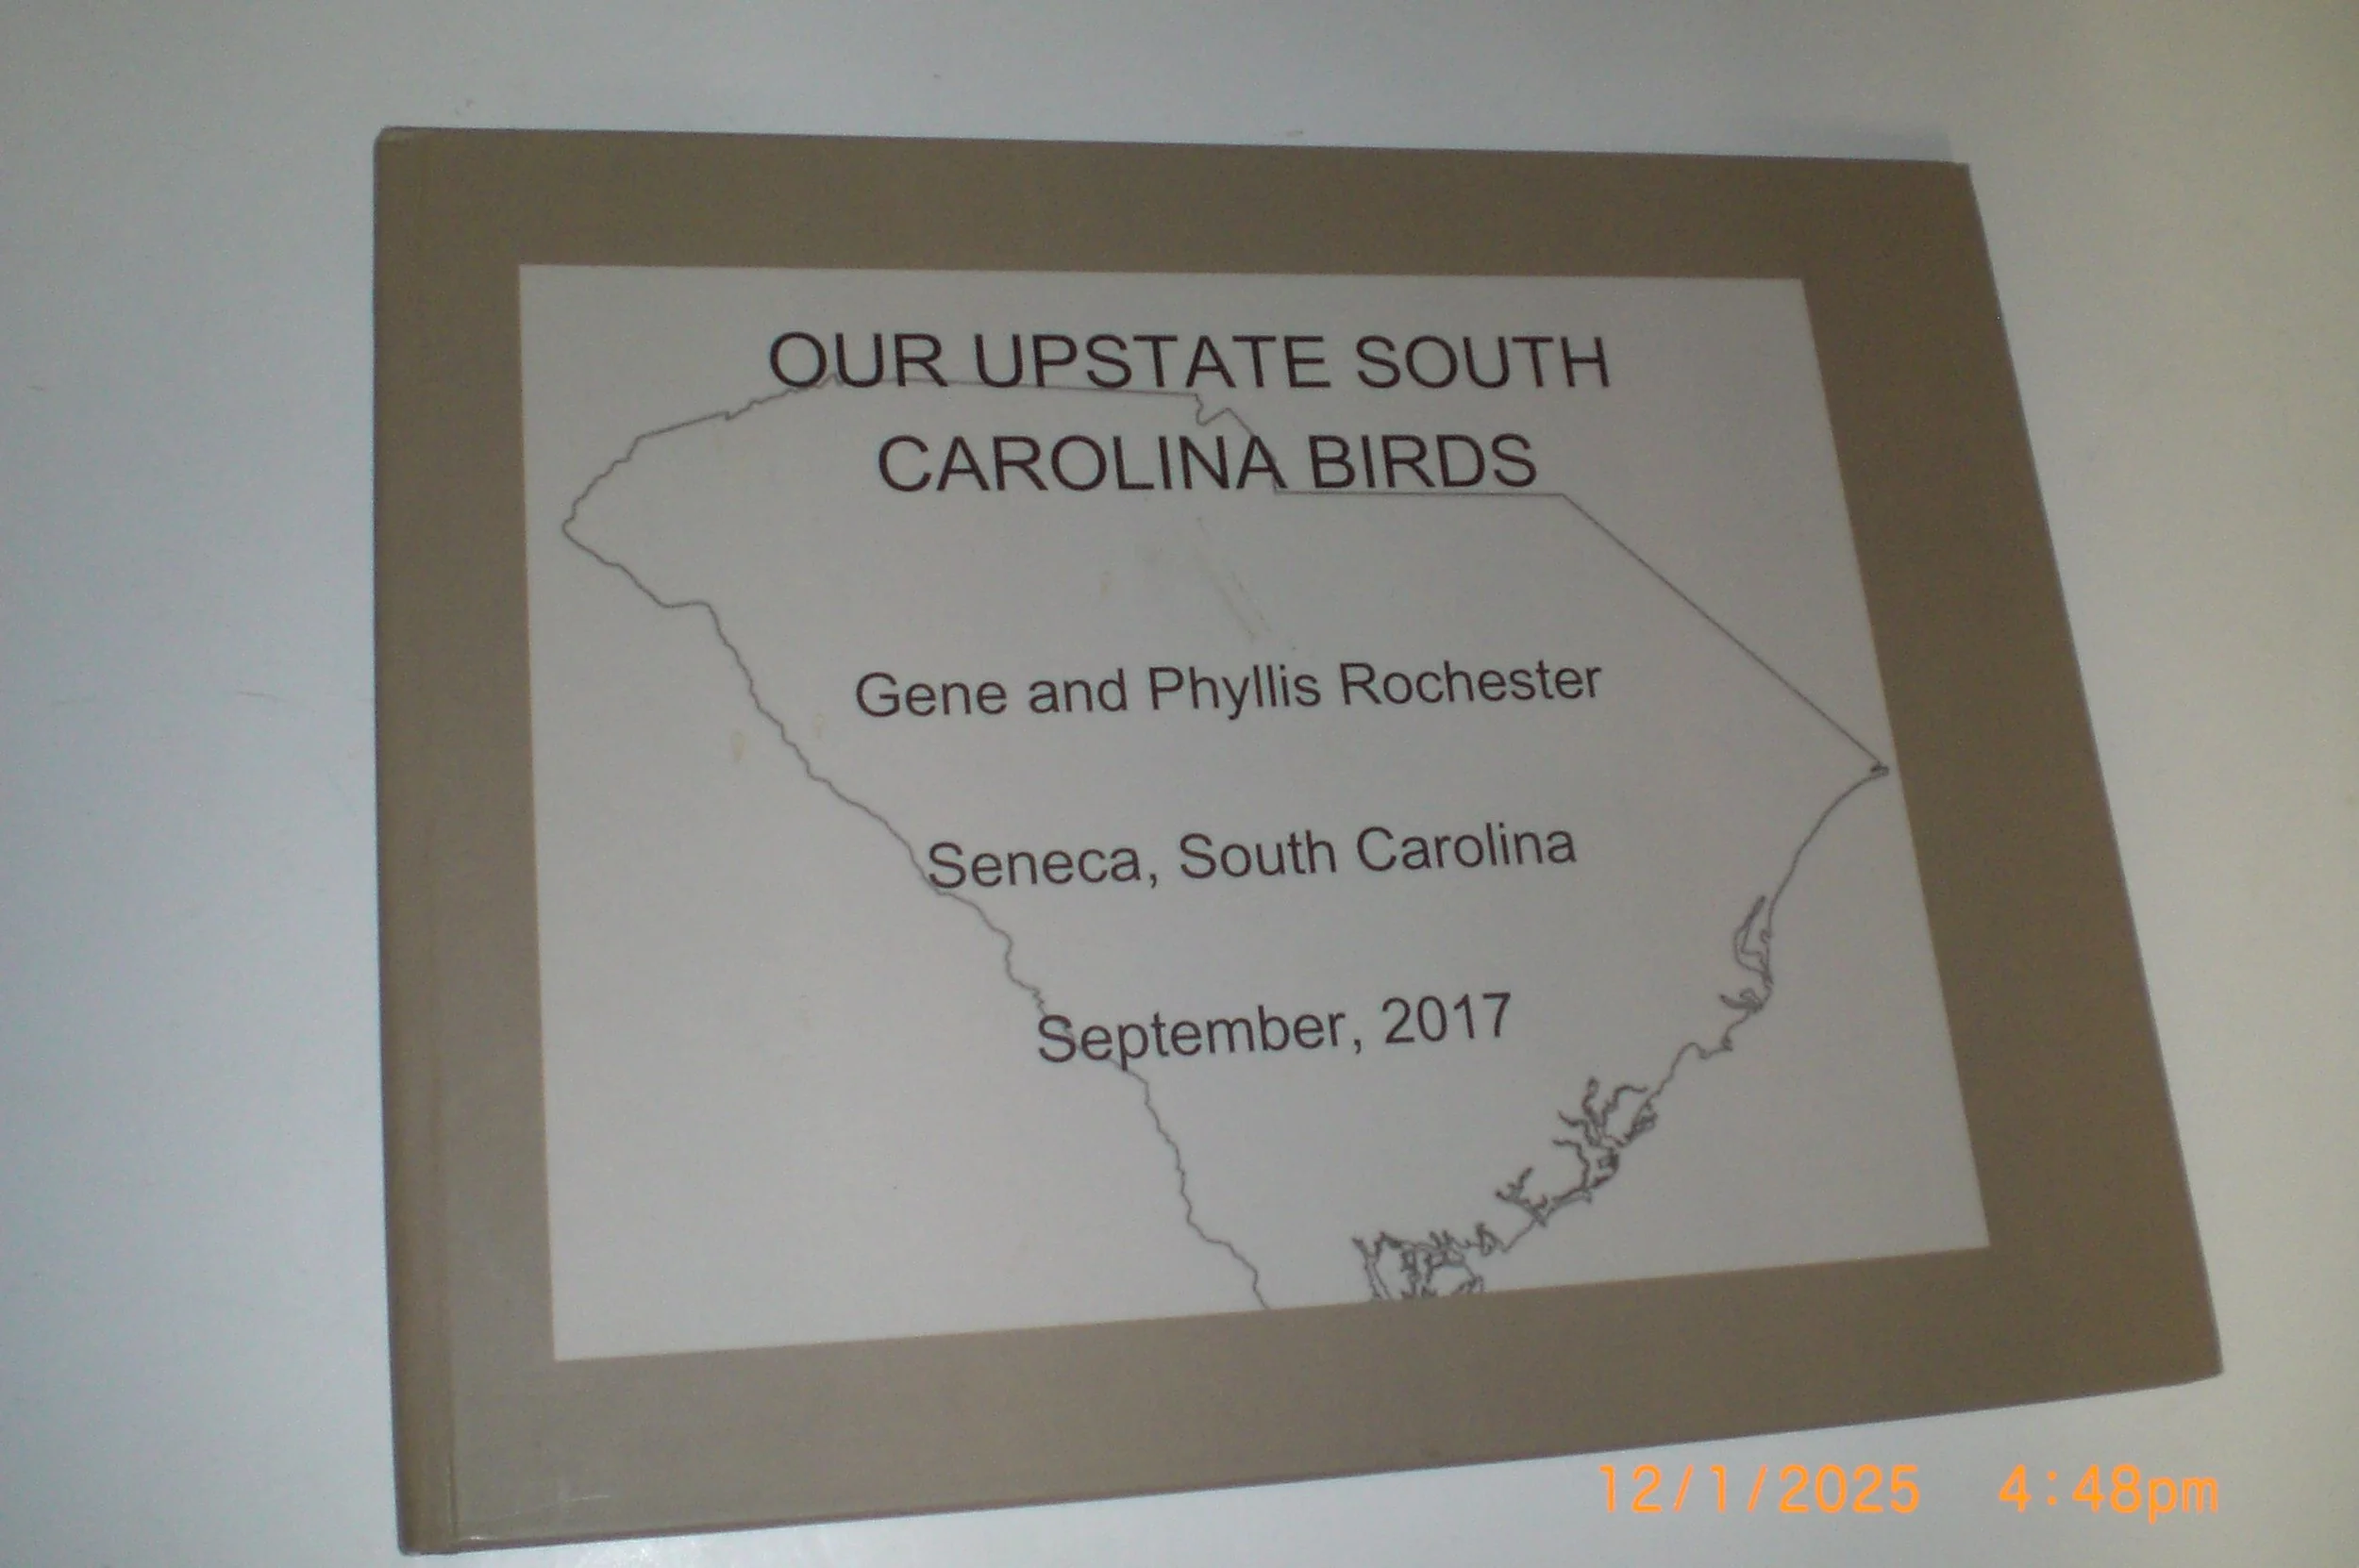 OUR UPSTATE SOUTH
CAROLINA BIRDS
Gene and Phyllis Rochester
Seneca, South Carolina
September, 2017
12/1/2025 4:48pm